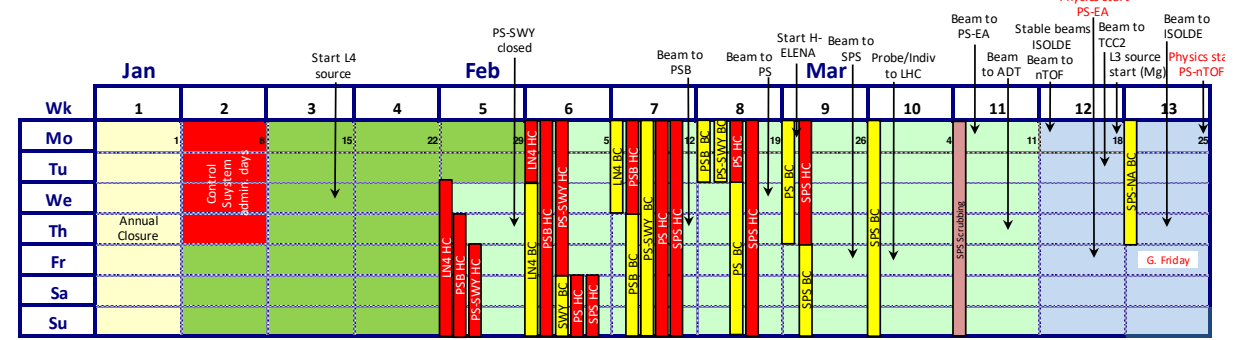 Physics start
PS-EA
Beam to
PS-EA
Stable beams
ISOLDE
Beam to
nTOF
Beam to
TCC2
Beam to
ISOLDE
PS-SWY
closed
Start H-
ELENA
Beam to
SPS
Start L4
source
Beam to
PSB
Beam to
PS
Probe/Indiv
to LHC
Beam
to ADT
L3 source
start (Mg)
Physics sta
PS-nTOF
Jan
Feb
Mar
Wk 1 2 3 4 5 6 7 8 9 10 11 12 13
Mo 1 8 15 22 29 5 12 19 26 4 11 18 25
Tu
We
Th
Fr
Sa
Su
Annual
Closure
Control
Suystem
admin. days
LN4 HC
PSB HC
PS-SWY HC
LN4 HC
LN4 BC
PSB HC
PS-SWY HC
SWY BC
PS HC
SPS HC
LN4 BC
PSB HC
PSB BC
PS-SWY BC
PS HC
SPS HC
PSB BC
PS-SWY BC
PS HC
PS BC
SPS HC
PS BC
SPS HC
SPS BC
SPS BC
SPS Scrubbing
SPS-NA BC
G. Friday